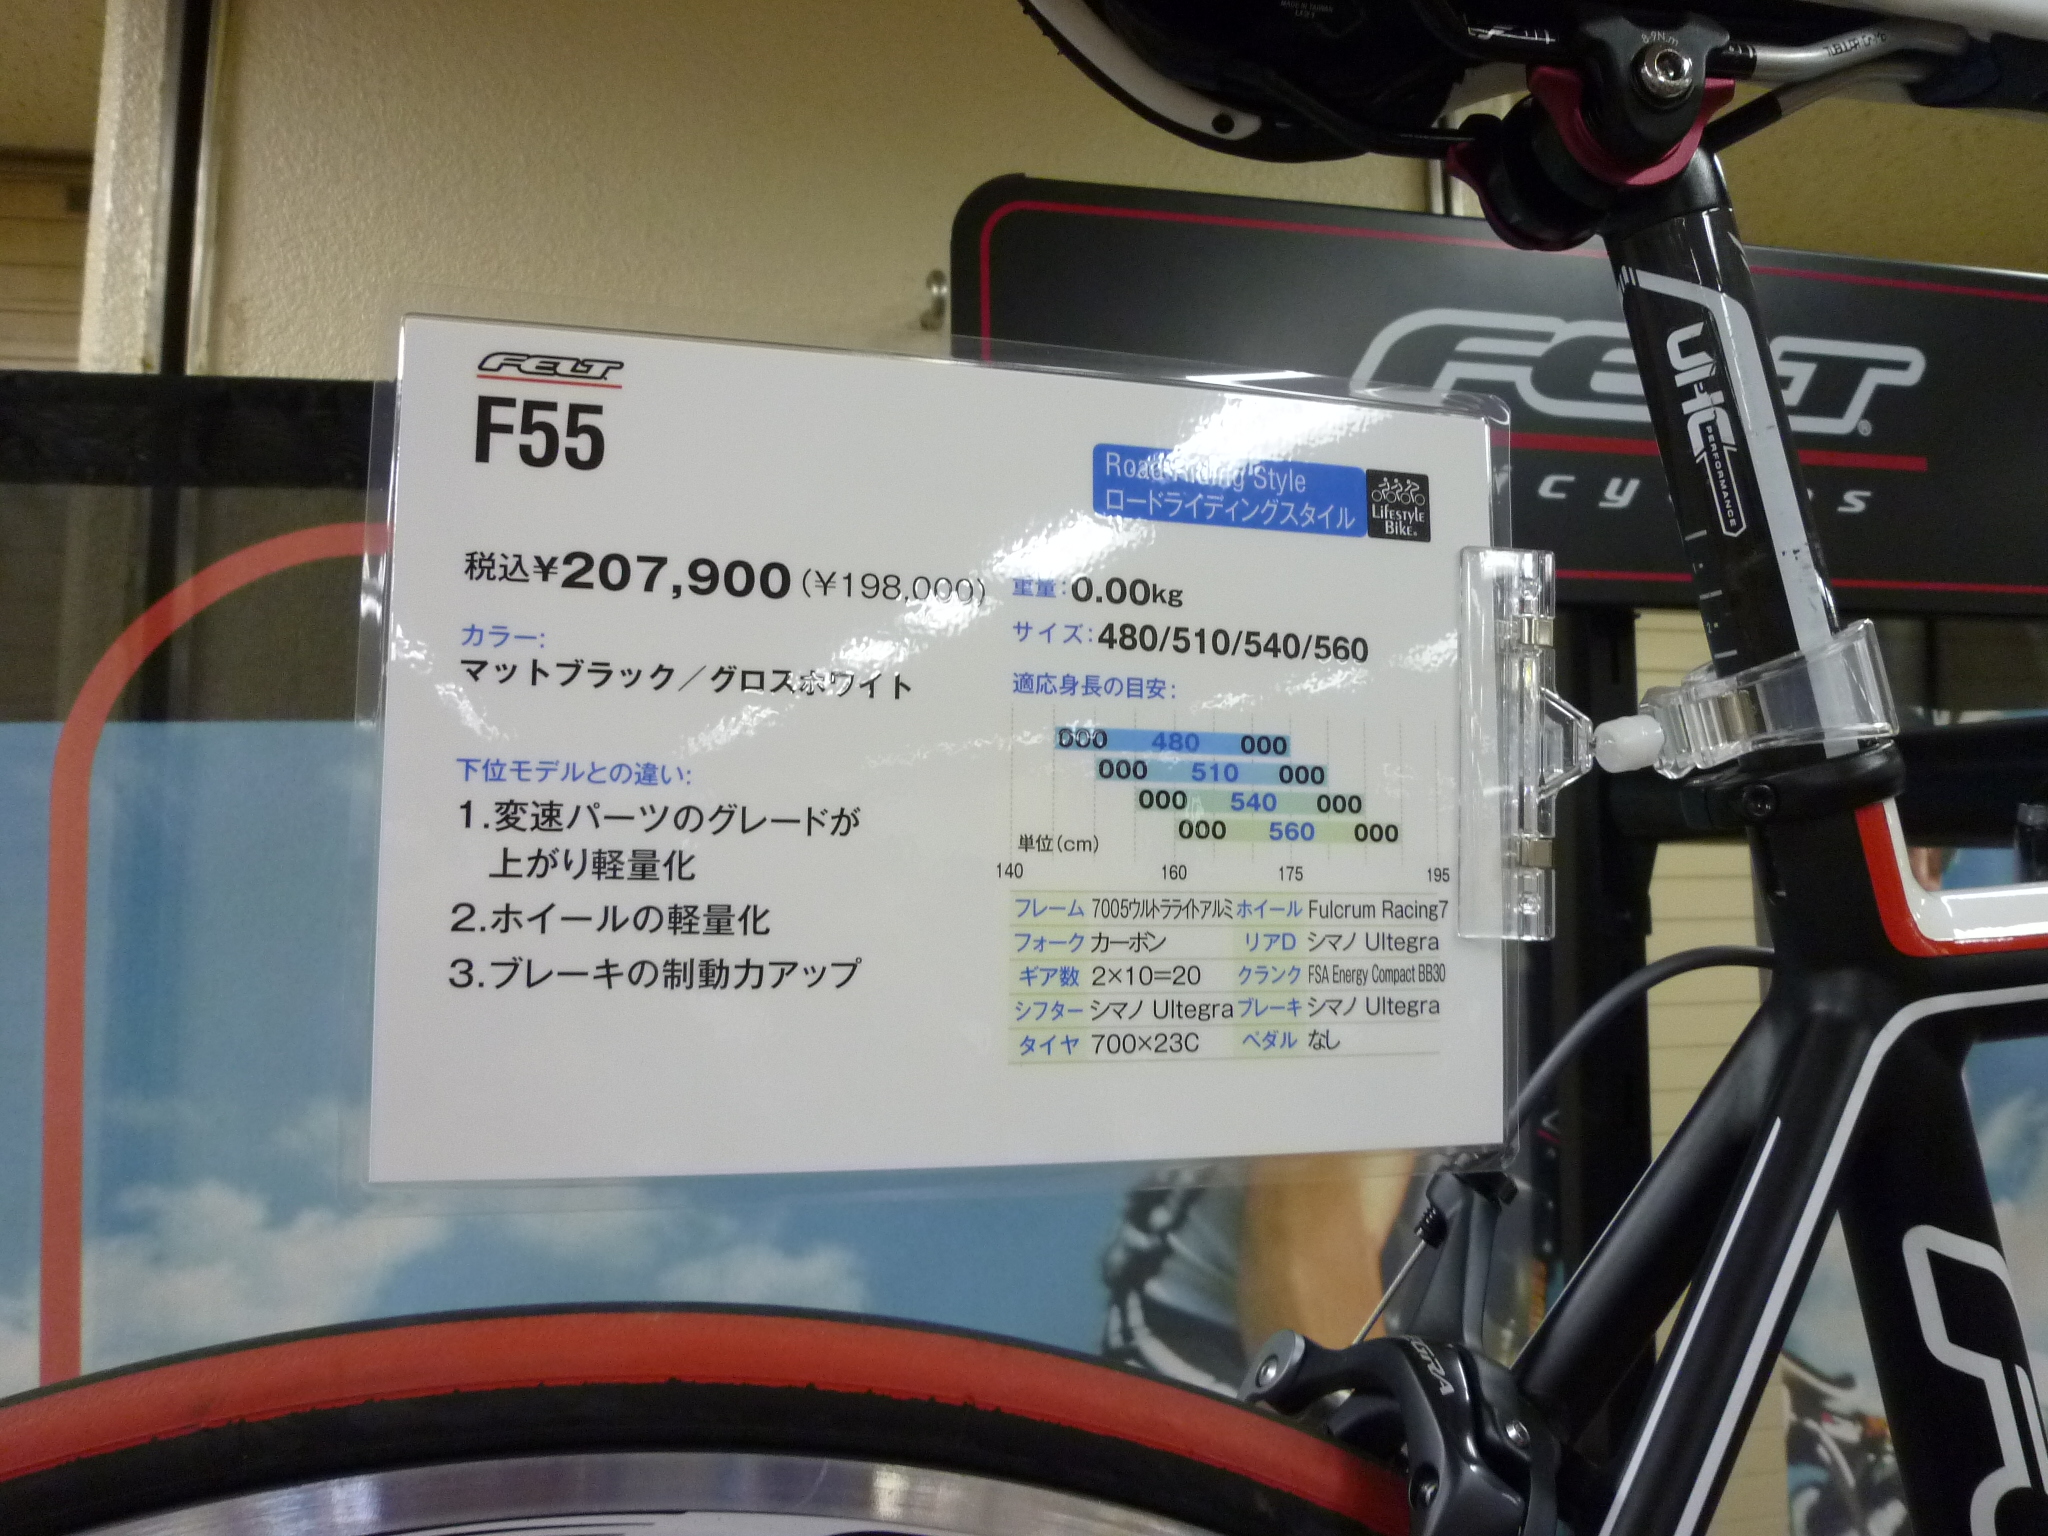 FELT
F55
Road Riding Style
ロードライディングスタイル
LIFESTYLE
BIKE
税込¥207,900(¥198,000)
重量:0.00kg
カラー:
サイズ:480/510/540/560
マットブラック/グロスホワイト
適応身長の目安:
000 480 000
000 510 000
000 540 000
000 560 000
単位(cm)
140 160 175 195
下位モデルとの違い:
1.変速パーツのグレードが
上がり軽量化
2.ホイールの軽量化
3.ブレーキの制動力アップ
フレーム 7005ウルトラライトアルミ ホイール Fulcrum Racing7
フォーク カーボン リアD シマノ Ultegra
ギア数 2×10=20 クランク FSA Energy Compact BB30
シフター シマノ Ultegra ブレーキ シマノ Ultegra
タイヤ 700×23C ペダル なし
FELT®
PERFORMANCE
MADE IN TAIWAN